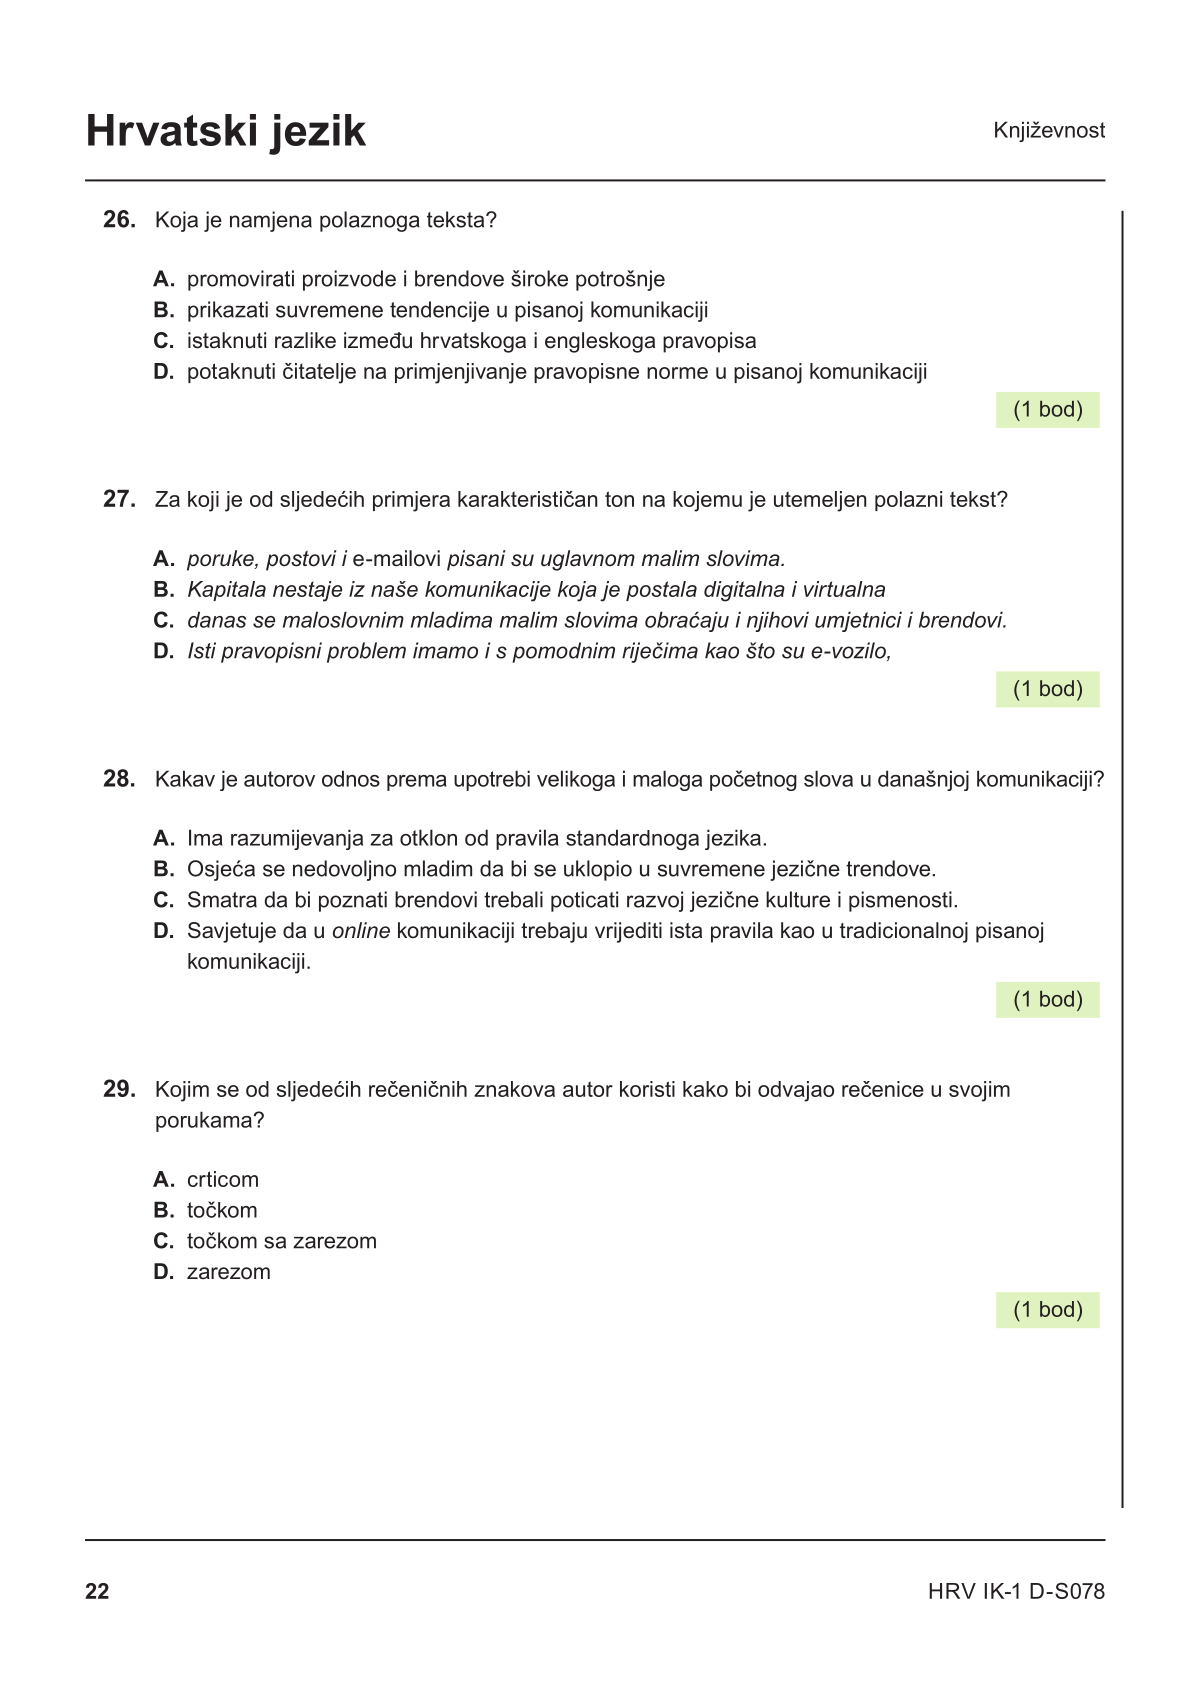 Hrvatski jezik
Književnost
26. Koja je namjena polaznoga teksta?
A. promovirati proizvode i brendove široke potrošnje
B. prikazati suvremene tendencije u pisanoj komunikaciji
C. istaknuti razlike između hrvatskoga i engleskoga pravopisa
D. potaknuti čitatelje na primjenjivanje pravopisne norme u pisanoj komunikaciji
(1 bod)
27. Za koji je od sljedećih primjera karakterističan ton na kojemu je utemeljen polazni tekst?
A. poruke, postovi i e-mailovi pisani su uglavnom malim slovima.
B. Kapitala nestaje iz naše komunikacije koja je postala digitalna i virtualna
C. danas se maloslovnim mladima malim slovima obraćaju i njihovi umjetnici i brendovi.
D. Isti pravopisni problem imamo i s pomodnim riječima kao što su e-vozilo,
(1 bod)
28. Kakav je autorov odnos prema upotrebi velikoga i maloga početnog slova u današnjoj komunikaciji?
A. Ima razumijevanja za otklon od pravila standardnoga jezika.
B. Osjeća se nedovoljno mladim da bi se uklopio u suvremene jezične trendove.
C. Smatra da bi poznati brendovi trebali poticati razvoj jezične kulture i pismenosti.
D. Savjetuje da u online komunikaciji trebaju vrijediti ista pravila kao u tradicionalnoj pisanoj
komunikaciji.
(1 bod)
29. Kojim se od sljedećih rečeničnih znakova autor koristi kako bi odvajao rečenice u svojim
porukama?
A. crticom
B. točkom
C. točkom sa zarezom
D. zarezom
(1 bod)
22
HRV IK-1 D-S078